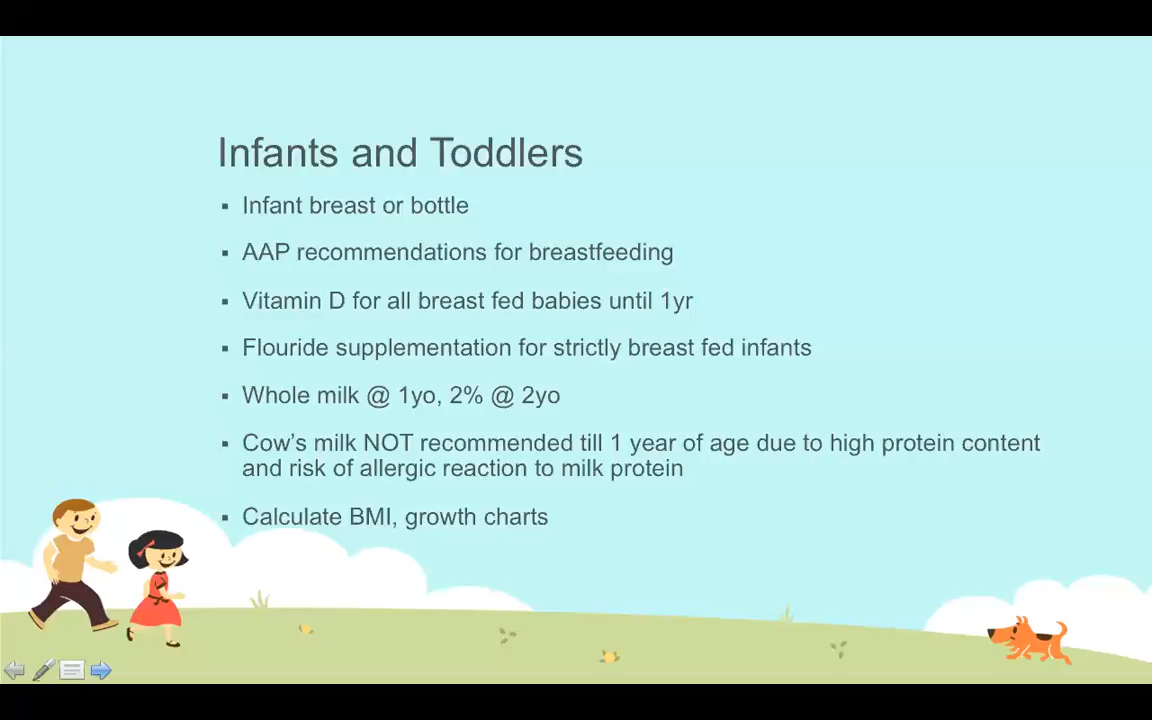 Infants and Toddlers
▪ Infant breast or bottle
▪ AAP recommendations for breastfeeding
▪ Vitamin D for all breast fed babies until 1yr
▪ Flouride supplementation for strictly breast fed infants
▪ Whole milk @ 1yo, 2% @ 2yo
▪ Cow’s milk NOT recommended till 1 year of age due to high protein content
and risk of allergic reaction to milk protein
▪ Calculate BMI, growth charts